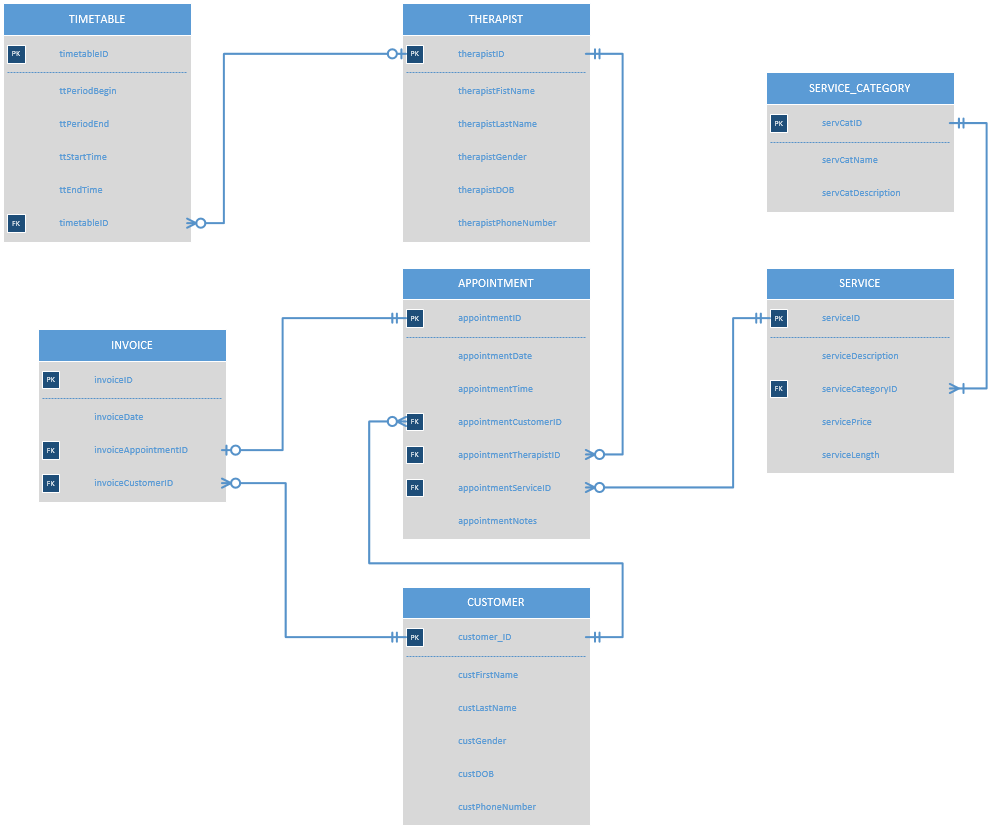 TIMETABLE
PK timetableID
ttPeriodBegin
ttPeriodEnd
ttStartTime
ttEndTime
FK timetableID
THERAPIST
PK therapistID
therapistFistName
therapistLastName
therapistGender
therapistDOB
therapistPhoneNumber
SERVICE_CATEGORY
PK servCatID
servCatName
servCatDescription
INVOICE
PK invoiceID
invoiceDate
FK invoiceAppointmentID
FK invoiceCustomerID
APPOINTMENT
PK appointmentID
appointmentDate
appointmentTime
FK appointmentCustomerID
FK appointmentTherapistID
FK appointmentServiceID
appointmentNotes
SERVICE
PK serviceID
serviceDescription
FK serviceCategoryID
servicePrice
serviceLength
CUSTOMER
PK customer_ID
custFirstName
custLastName
custGender
custDOB
custPhoneNumber